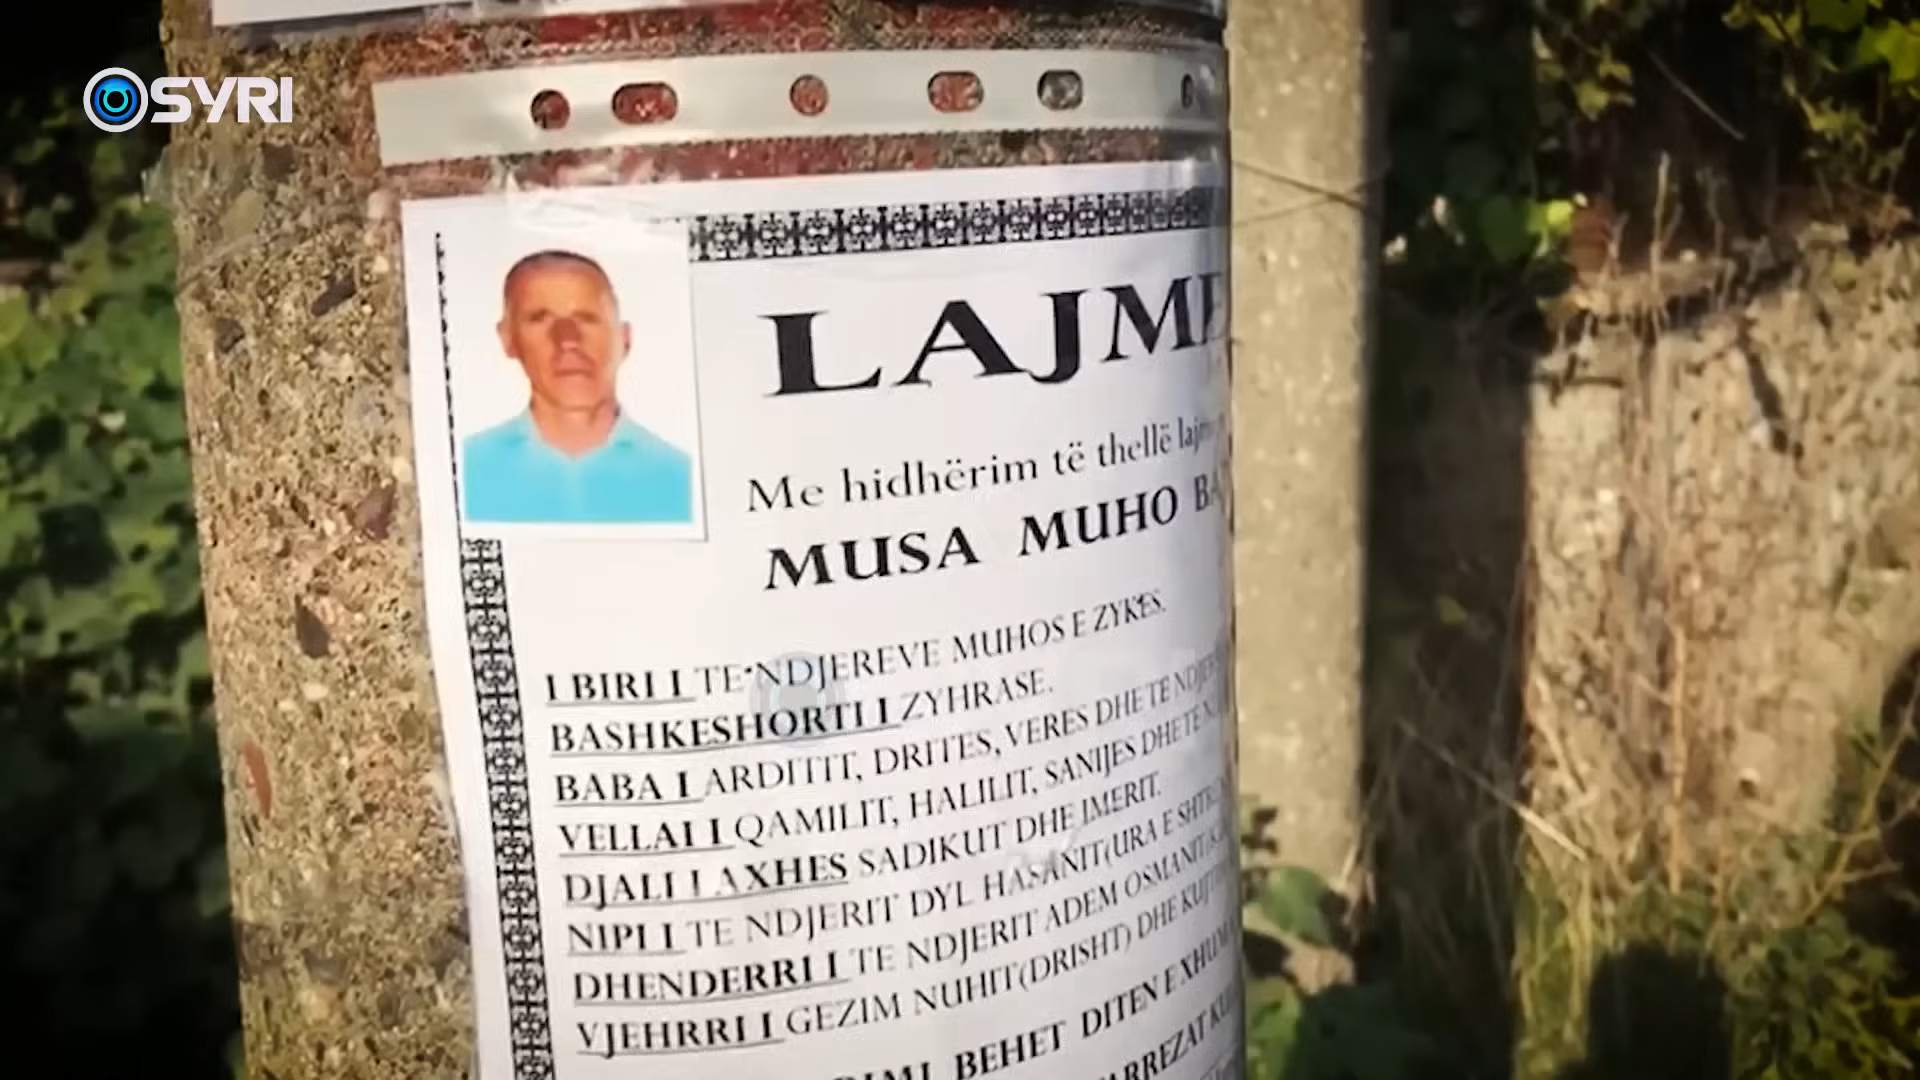 SYRI
LAJME
Me hidhërim të thellë
MUSA MUHO
I BIRI I TE NDJEREVE MUHOS E ZYKES.
BASHKESHORTI I ZYHRASE.
BABA I ARDITIT, DRITES, VERES DHE TE
VELLAI I QAMILIT, HALILIT, SANIJES DHE TE
DJALI I AXHES SADIKUT DHE IMERIT.
NIPI I TE NDJERIT DYL HASANIT(URA E
DHENDERRI I TE NDJERIT ADEM OSMANIT
VJEHRRI I GEZIM NUHIT(DRISHT) DHE
BEHET DITEN E